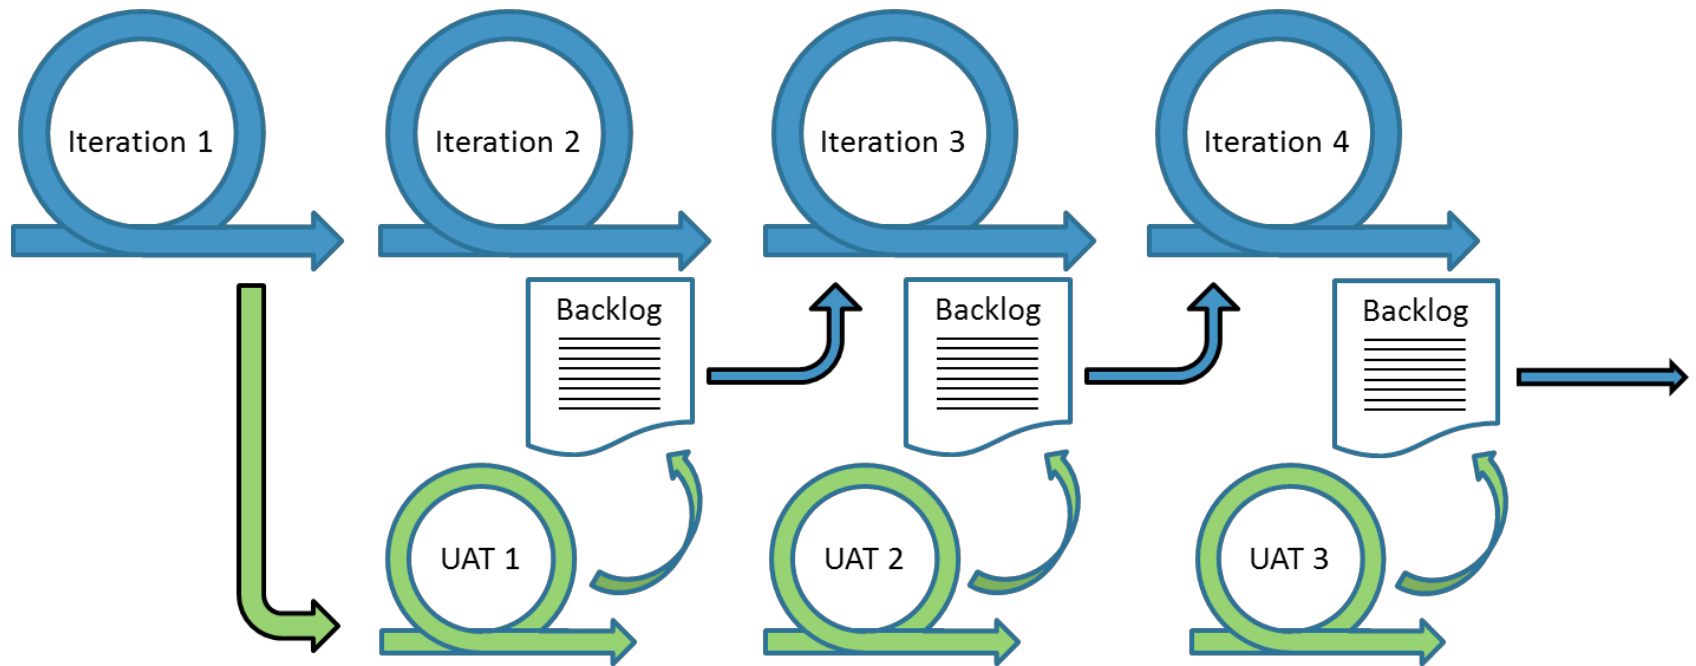 Iteration 1
Iteration 2
Iteration 3
Iteration 4
Backlog
Backlog
Backlog
UAT 1
UAT 2
UAT 3